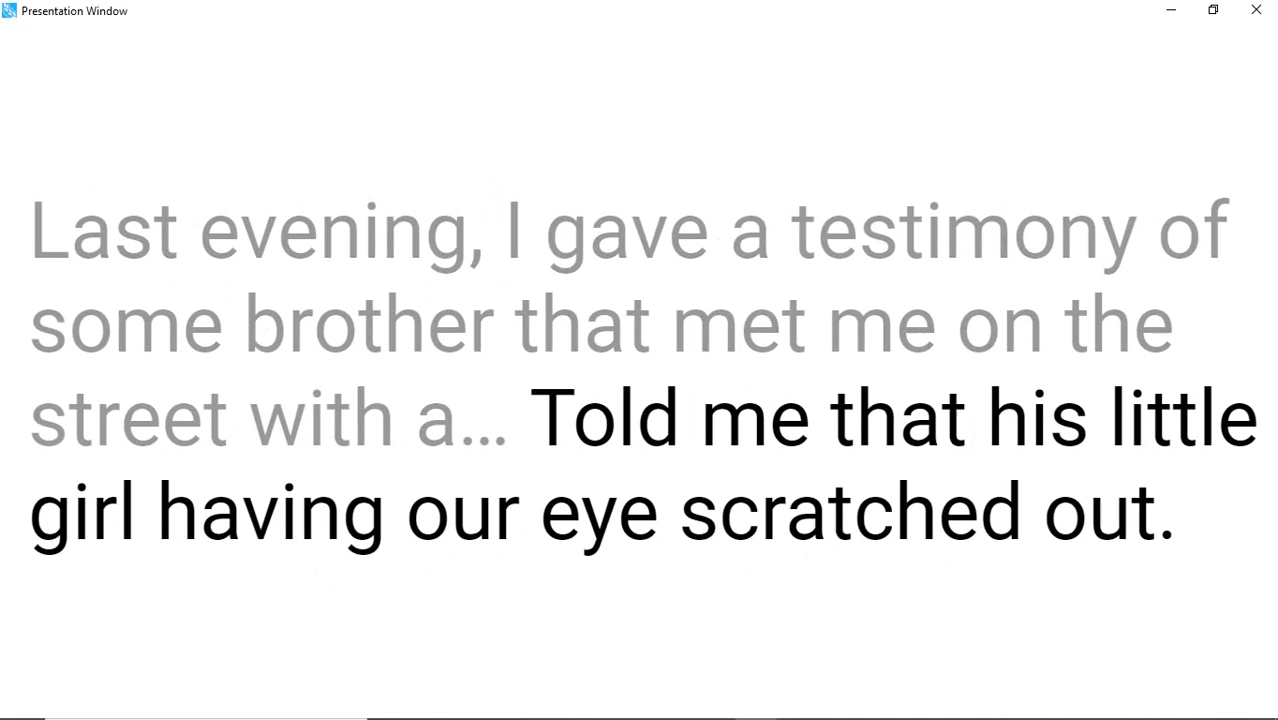 Presentation Window
Last evening, I gave a testimony of
some brother that met me on the
street with a... Told me that his little
girl having our eye scratched out.